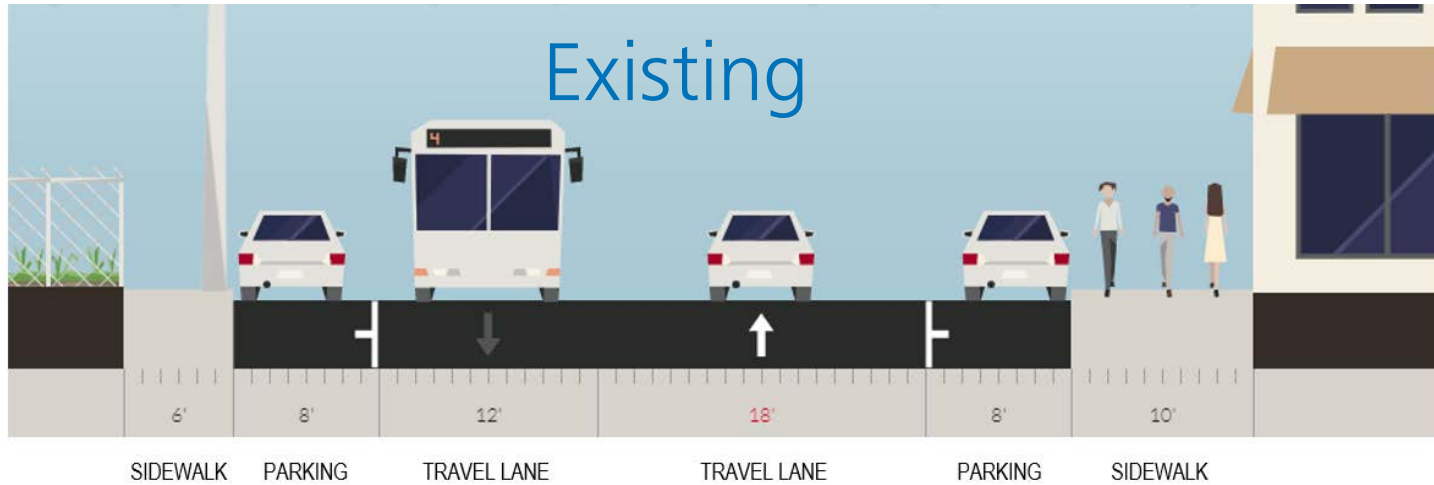 Existing
4
6' 8' 12' 18' 8' 10'
SIDEWALK PARKING TRAVEL LANE TRAVEL LANE PARKING SIDEWALK